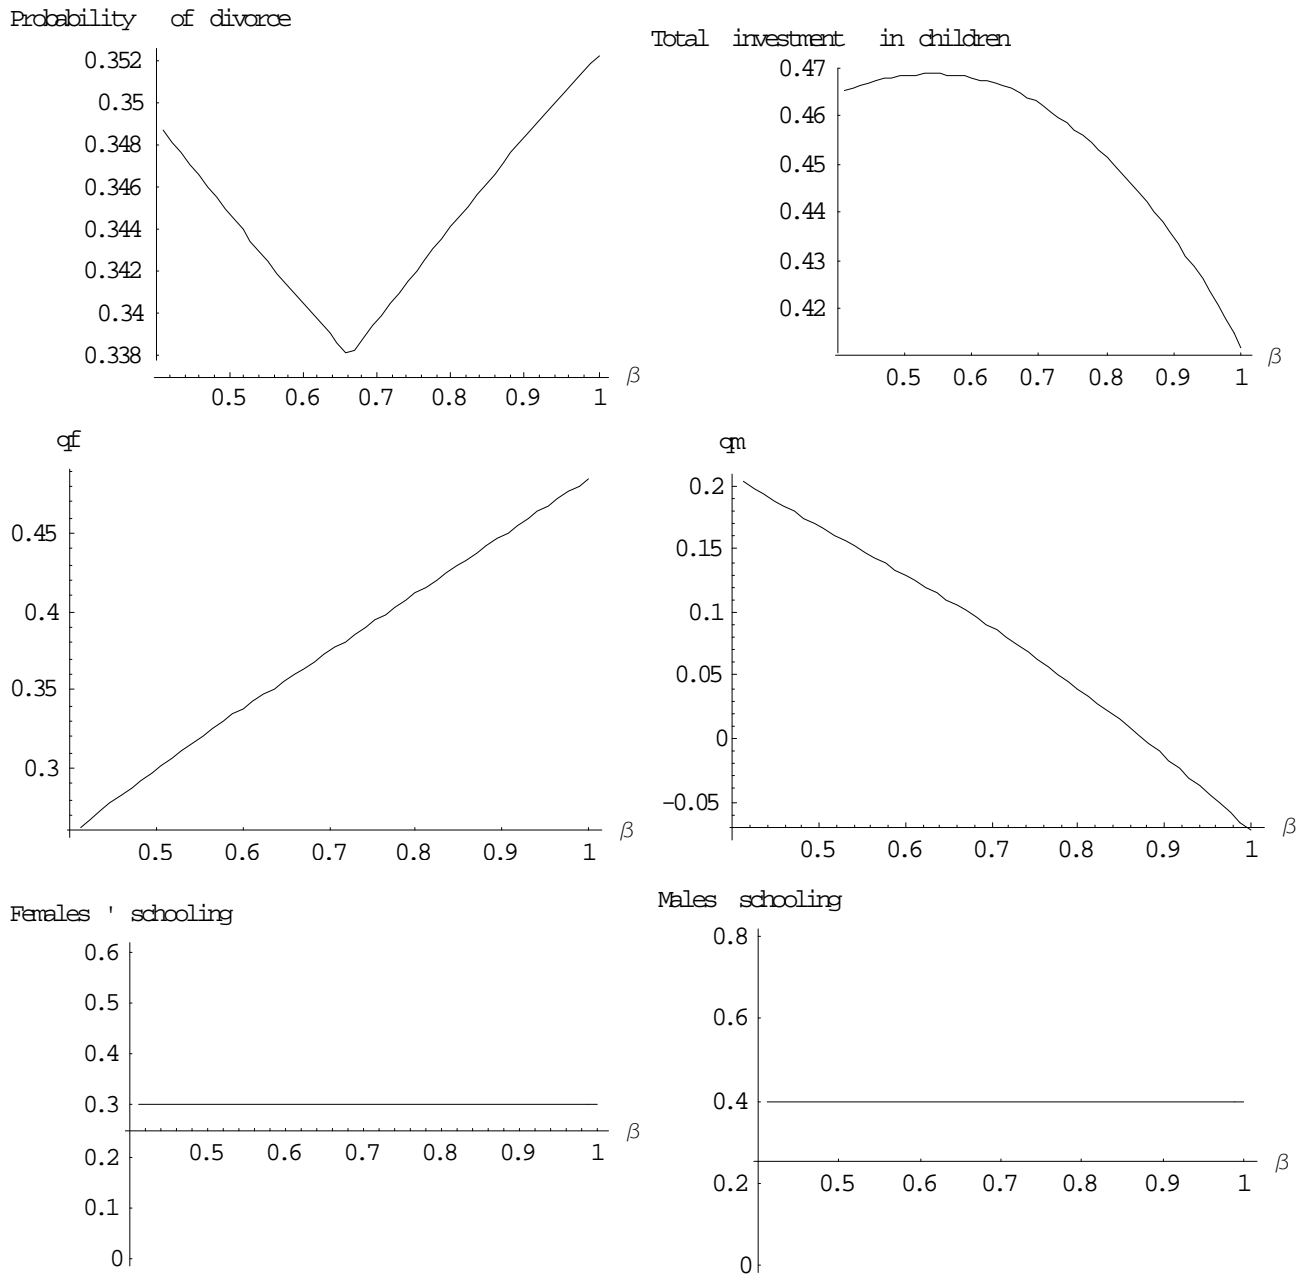 Probability of divorce
0.352
0.35
0.348
0.346
0.344
0.342
0.34
0.338
0.5 0.6 0.7 0.8 0.9 1
β
Total investment in children
0.47
0.46
0.45
0.44
0.43
0.42
0.5 0.6 0.7 0.8 0.9 1
β
qf
0.45
0.4
0.35
0.3
0.5 0.6 0.7 0.8 0.9 1
β
qm
0.2
0.15
0.1
0.05
0
-0.05
0.5 0.6 0.7 0.8 0.9 1
β
Females ' schooling
0.6
0.5
0.4
0.3
β
0.5 0.6 0.7 0.8 0.9 1
0.2
0.1
0
Males schooling
0.8
0.6
0.4
β
0.5 0.6 0.7 0.8 0.9 1
0.2
0